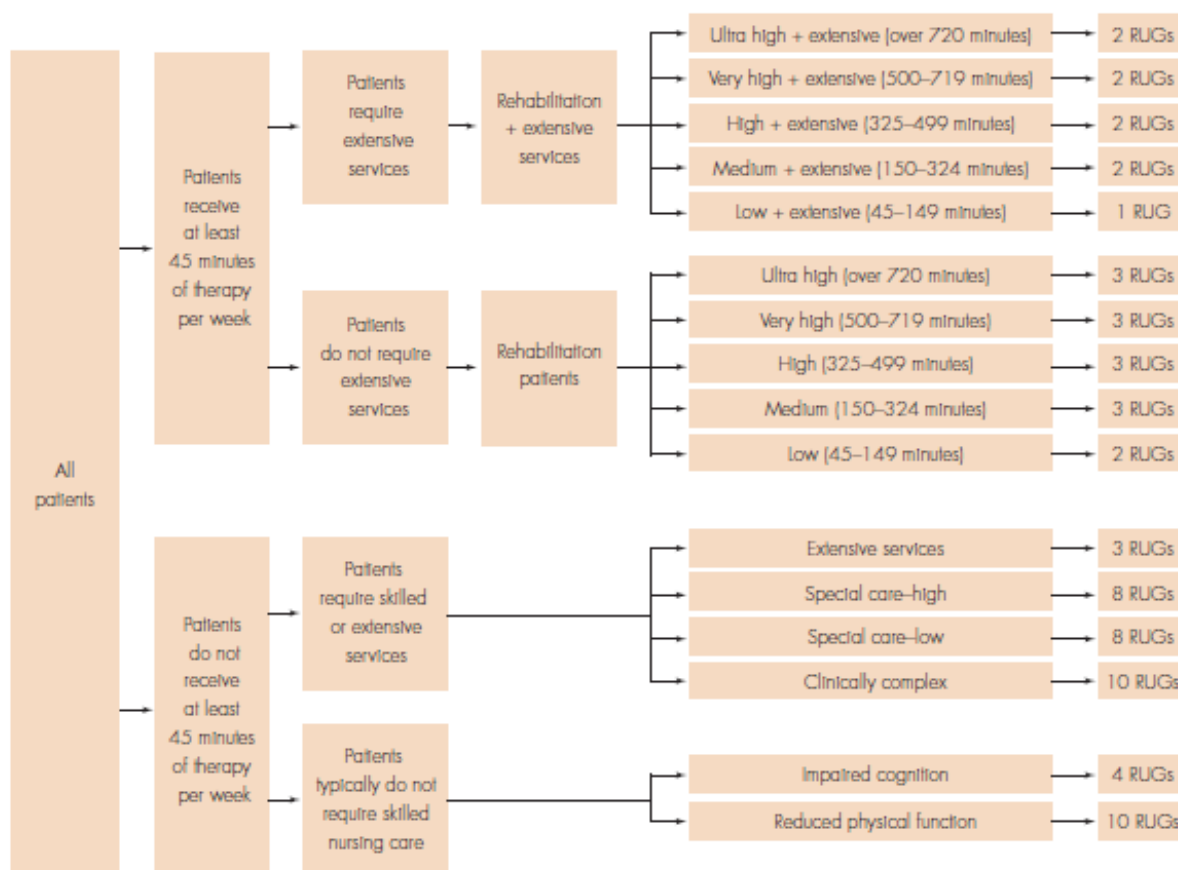 All
patients
Patients
receive
at least
45 minutes
of therapy
per week
Patients
require
extensive
services
Rehabilitation
+ extensive
services
Ultra high + extensive (over 720 minutes)
2 RUGs
Very high + extensive (500–719 minutes)
2 RUGs
High + extensive (325–499 minutes)
2 RUGs
Medium + extensive (150–324 minutes)
2 RUGs
Low + extensive (45–149 minutes)
1 RUG
Patients
do not require
extensive
services
Rehabilitation
patients
Ultra high (over 720 minutes)
3 RUGs
Very high (500–719 minutes)
3 RUGs
High (325–499 minutes)
3 RUGs
Medium (150–324 minutes)
3 RUGs
Low (45–149 minutes)
2 RUGs
Patients
do not
receive
at least
45 minutes
of therapy
per week
Patients
require skilled
or extensive
services
Extensive services
3 RUGs
Special care–high
8 RUGs
Special care–low
8 RUGs
Clinically complex
10 RUGs
Patients
typically do not
require skilled
nursing care
Impaired cognition
4 RUGs
Reduced physical function
10 RUGs